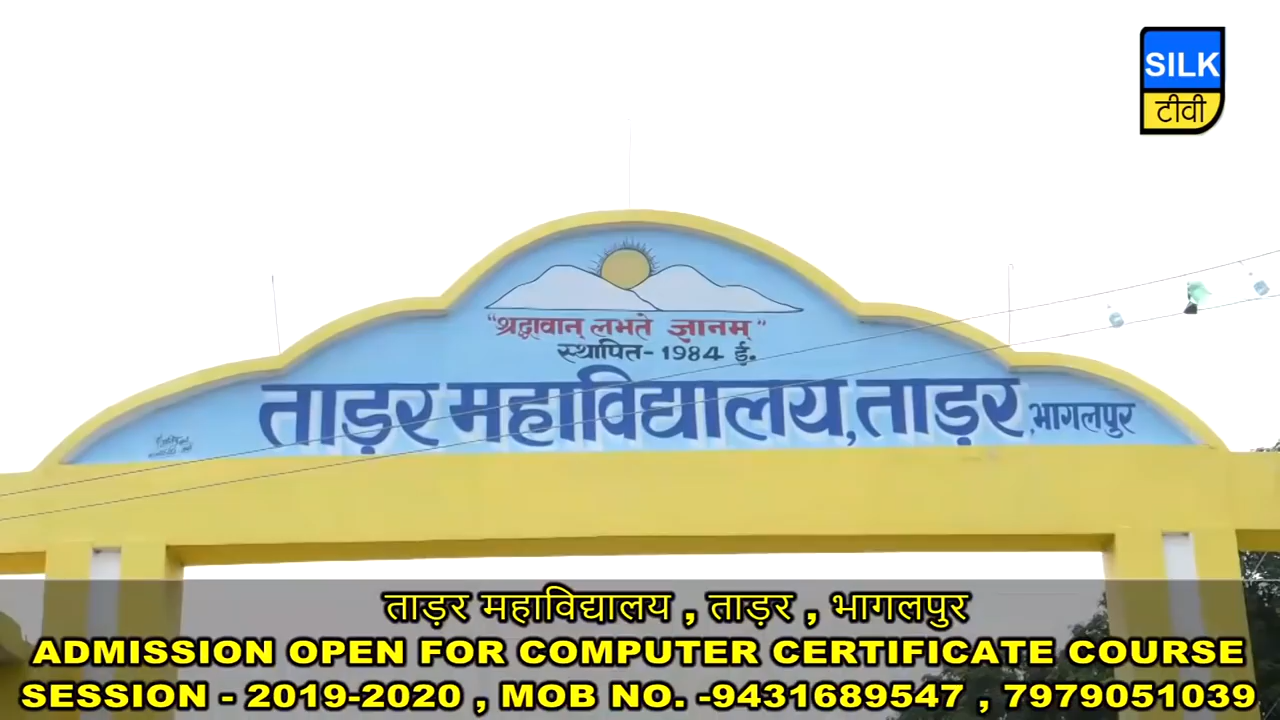 SILK
टीवी
"श्रद्धावान् लभते ज्ञानम्"
स्थापित - 1984 ई.
ताड़र महाविद्यालय, ताड़र, भागलपुर
ताड़र महाविद्यालय , ताड़र , भागलपुर
ADMISSION OPEN FOR COMPUTER CERTIFICATE COURSE
SESSION - 2019-2020 , MOB NO. -9431689547 , 7979051039